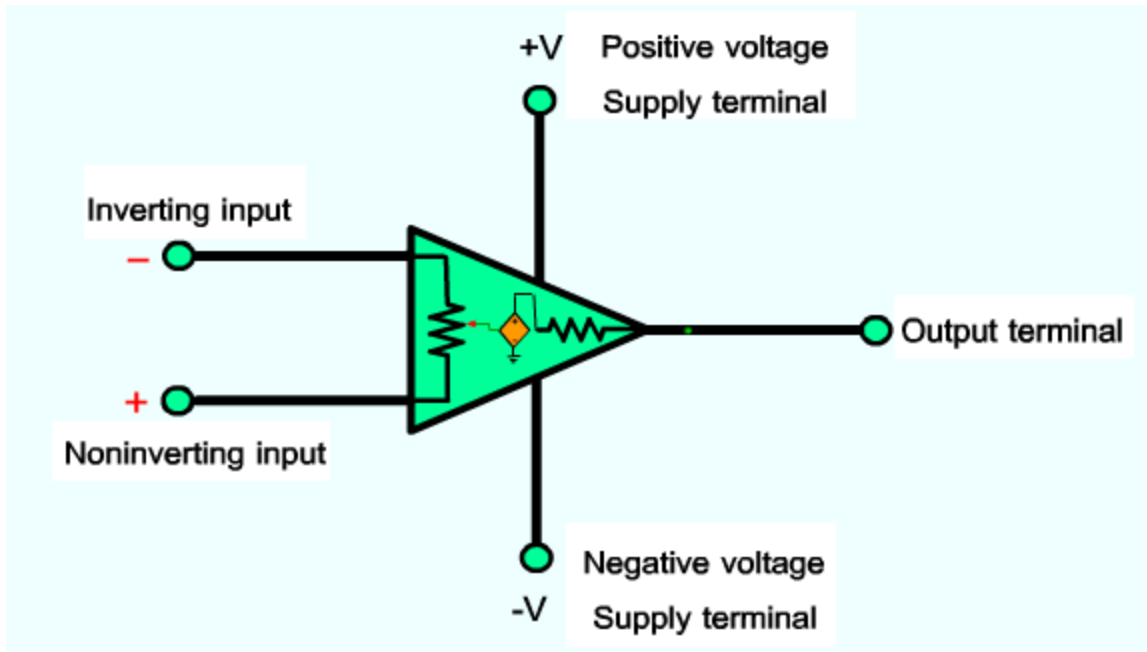 +V Positive voltage
Supply terminal
Inverting input
−
Output terminal
+
Noninverting input
Negative voltage
-V
Supply terminal